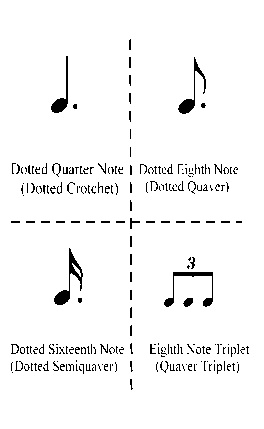 Dotted Quarter Note
(Dotted Crotchet)
Dotted Eighth Note
(Dotted Quaver)
3
Dotted Sixteenth Note
(Dotted Semiquaver)
Eighth Note Triplet
(Quaver Triplet)